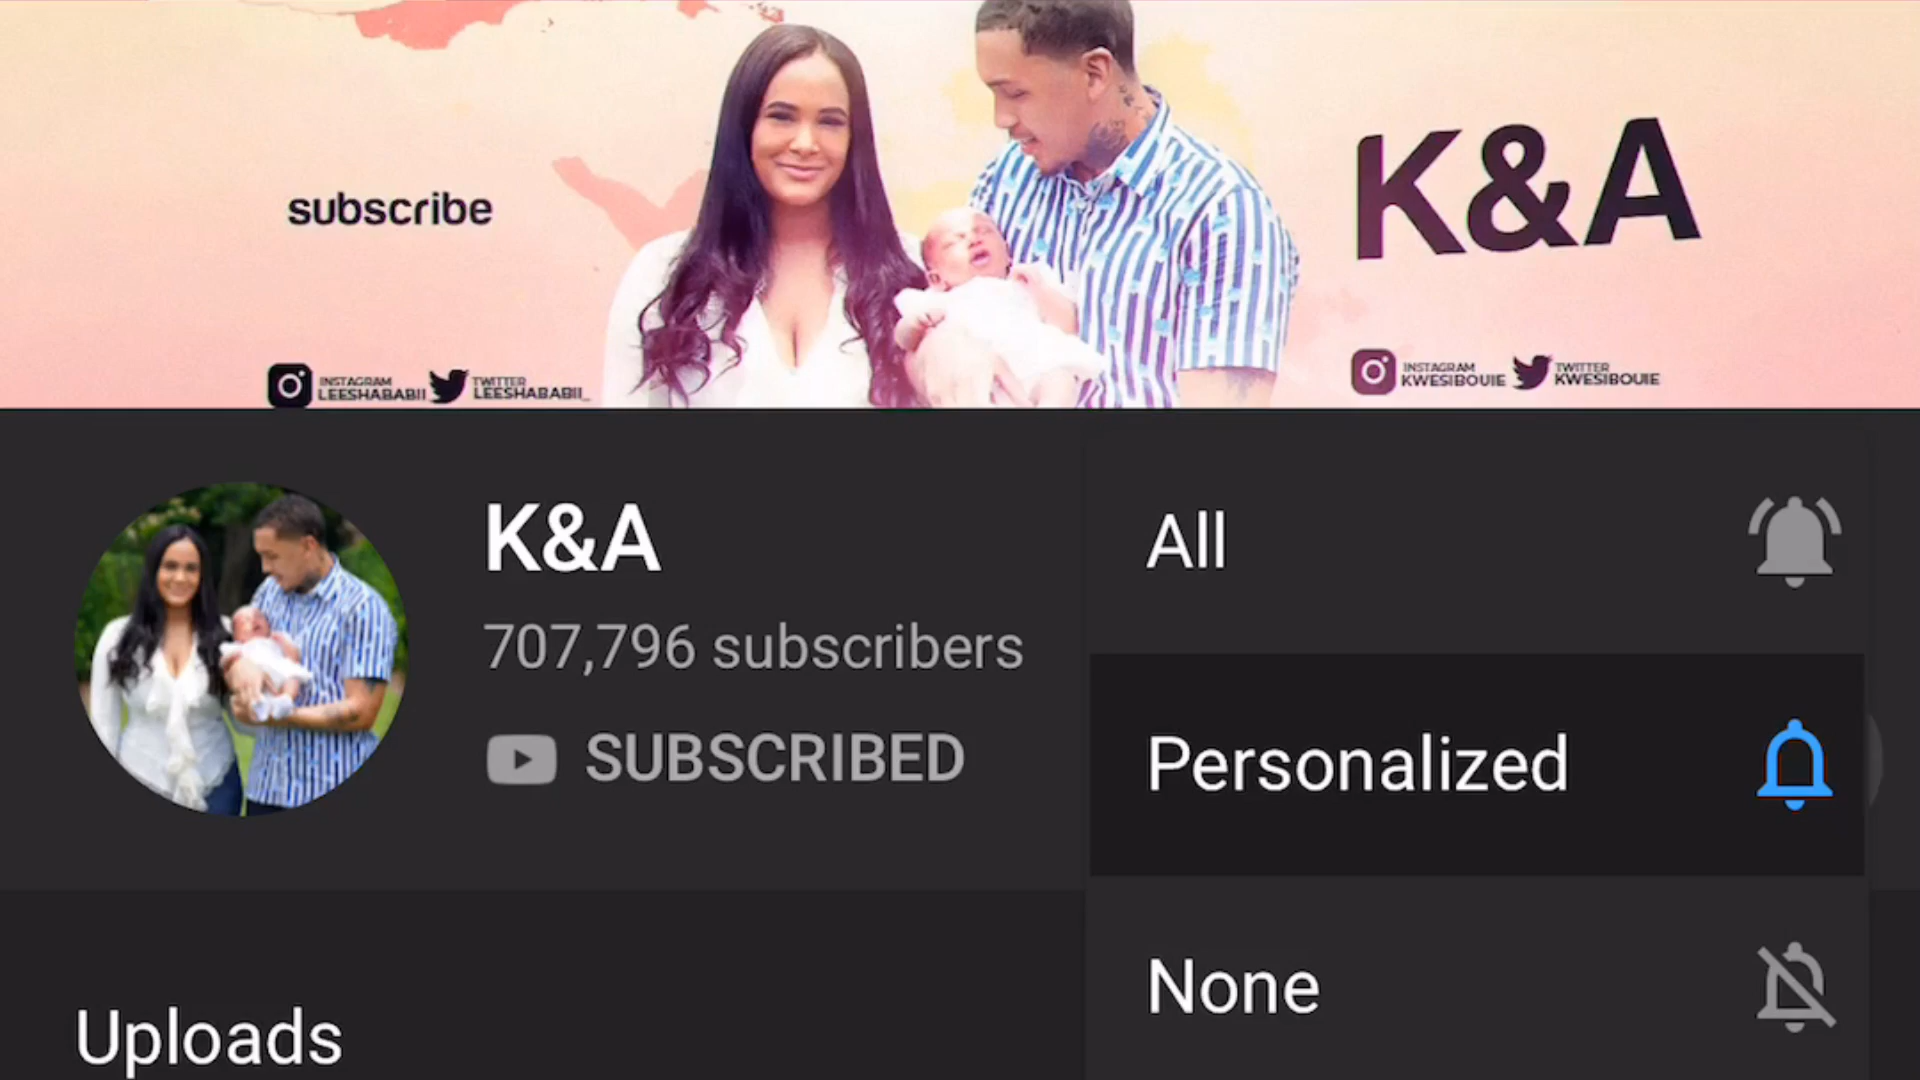 subscribe
K&A
INSTAGRAM
LEESHABABII
TWITTER
LEESHABABII_
INSTAGRAM
KWESIBOUIE
TWITTER
KWESIBOUIE
K&A
707,796 subscribers
SUBSCRIBED
All
Personalized
None
Uploads